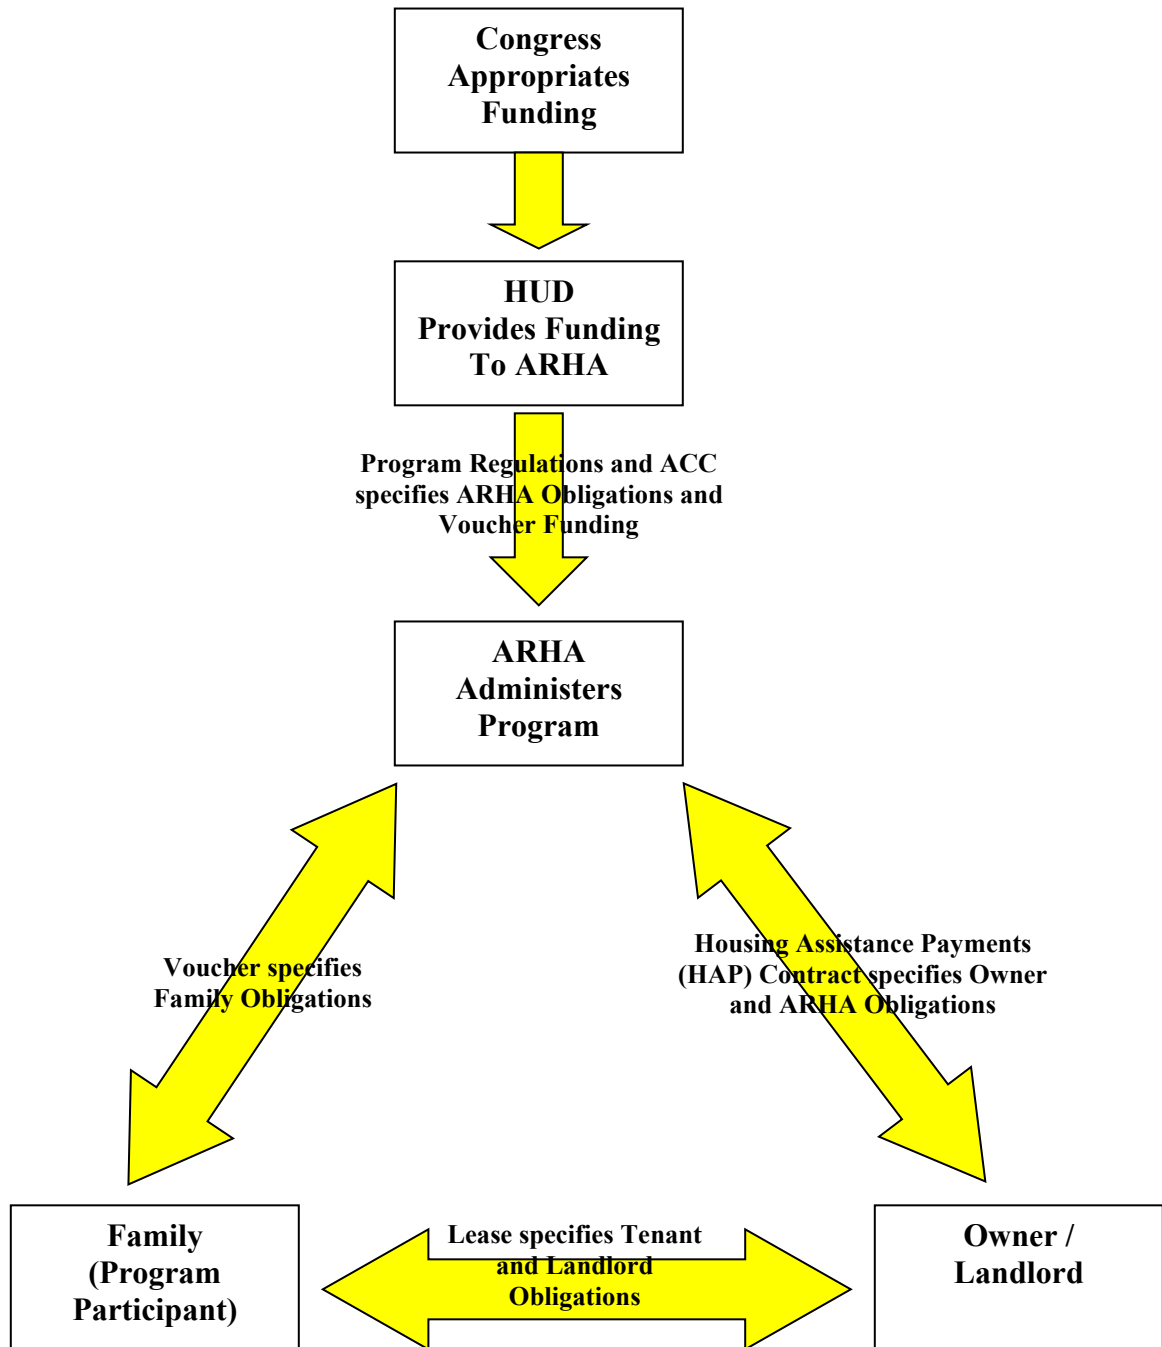 Congress
Appropriates
Funding
HUD
Provides Funding
To ARHA
Program Regulations and ACC
specifies ARHA Obligations and
Voucher Funding
ARHA
Administers
Program
Voucher specifies
Family Obligations
Housing Assistance Payments
(HAP) Contract specifies Owner
and ARHA Obligations
Family
(Program
Participant)
Lease specifies Tenant
and Landlord
Obligations
Owner /
Landlord